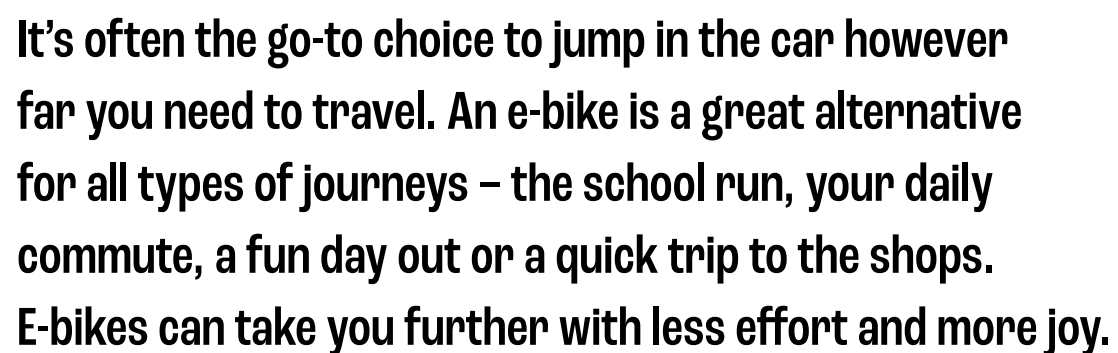 It’s often the go-to choice to jump in the car however
far you need to travel. An e-bike is a great alternative
for all types of journeys – the school run, your daily
commute, a fun day out or a quick trip to the shops.
E-bikes can take you further with less effort and more joy.